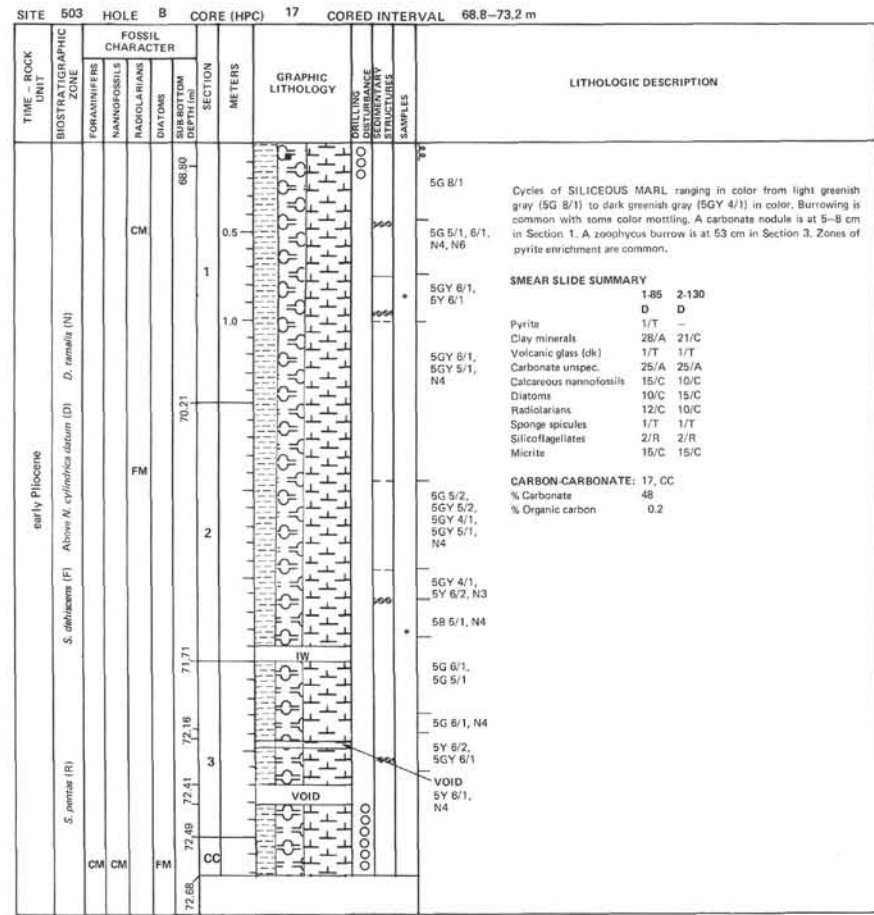 SITE 503 HOLE B CORE (HPC) 17 CORED INTERVAL 68.8–73.2 m
TIME – ROCK UNIT
BIOSTRATIGRAPHIC ZONE
FOSSIL CHARACTER
FORAMINIFERS
NANNOFOSSILS
RADIOLARIANS
DIATOMS
SUB-BOTTOM DEPTH (m)
SECTION
METERS
GRAPHIC LITHOLOGY
DRILLING DISTURBANCE
SEDIMENTARY STRUCTURES
SAMPLES
LITHOLOGIC DESCRIPTION
early Pliocene
D. tamalis (N)
Above N. cylindrica datum (D)
S. dehiscens (F)
S. pentas (R)
CM
FM
CM CM FM
68.80
70.21
71.71
72.16
72.41
72.49
72.68
1
2
3
CC
0.5
1.0
IW
VOID
5G 8/1
5G 5/1, 6/1,
N4, N6
5GY 6/1,
5Y 6/1
*
5GY 6/1,
5GY 5/1,
N4
5G 5/2,
5GY 5/2,
5GY 4/1,
5GY 5/1,
N4
5GY 4/1,
5Y 6/2, N3
5B 5/1, N4
*
5G 6/1,
5G 5/1
5G 6/1, N4
5Y 6/2,
5GY 6/1
VOID
5Y 6/1,
N4
Cycles of SILICEOUS MARL ranging in color from light greenish
gray (5G 8/1) to dark greenish gray (5GY 4/1) in color. Burrowing is
common with some color mottling. A carbonate nodule is at 5–8 cm
in Section 1. A zoophycus burrow is at 53 cm in Section 3. Zones of
pyrite enrichment are common.
SMEAR SLIDE SUMMARY
1-85 2-130
D D
Pyrite 1/T –
Clay minerals 28/A 21/C
Volcanic glass (dk) 1/T 1/T
Carbonate unspec. 25/A 25/A
Calcareous nannofossils 15/C 10/C
Diatoms 10/C 15/C
Radiolarians 12/C 10/C
Sponge spicules 1/T 1/T
Silicoflagellates 2/R 2/R
Micrite 15/C 15/C
CARBON-CARBONATE: 17, CC
% Carbonate 48
% Organic carbon 0.2